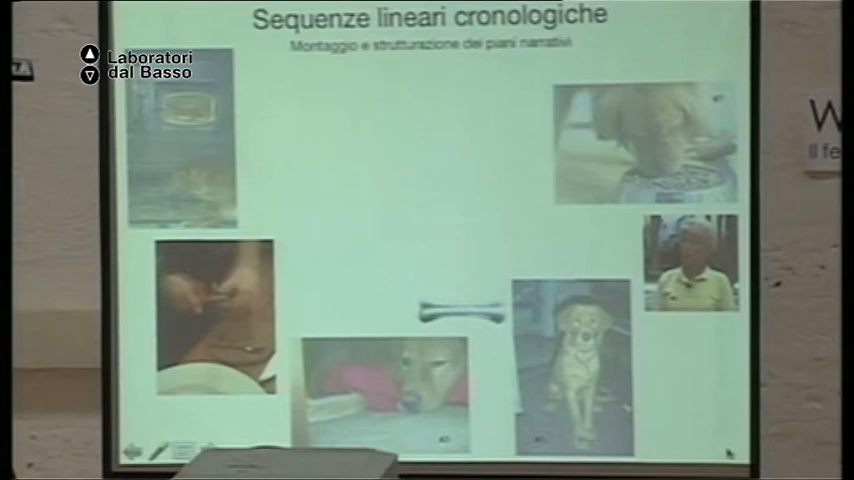 Sequenze lineari cronologiche
Montaggio e strutturazione dei piani narrativi
Laboratori
dal Basso
W
Il fe